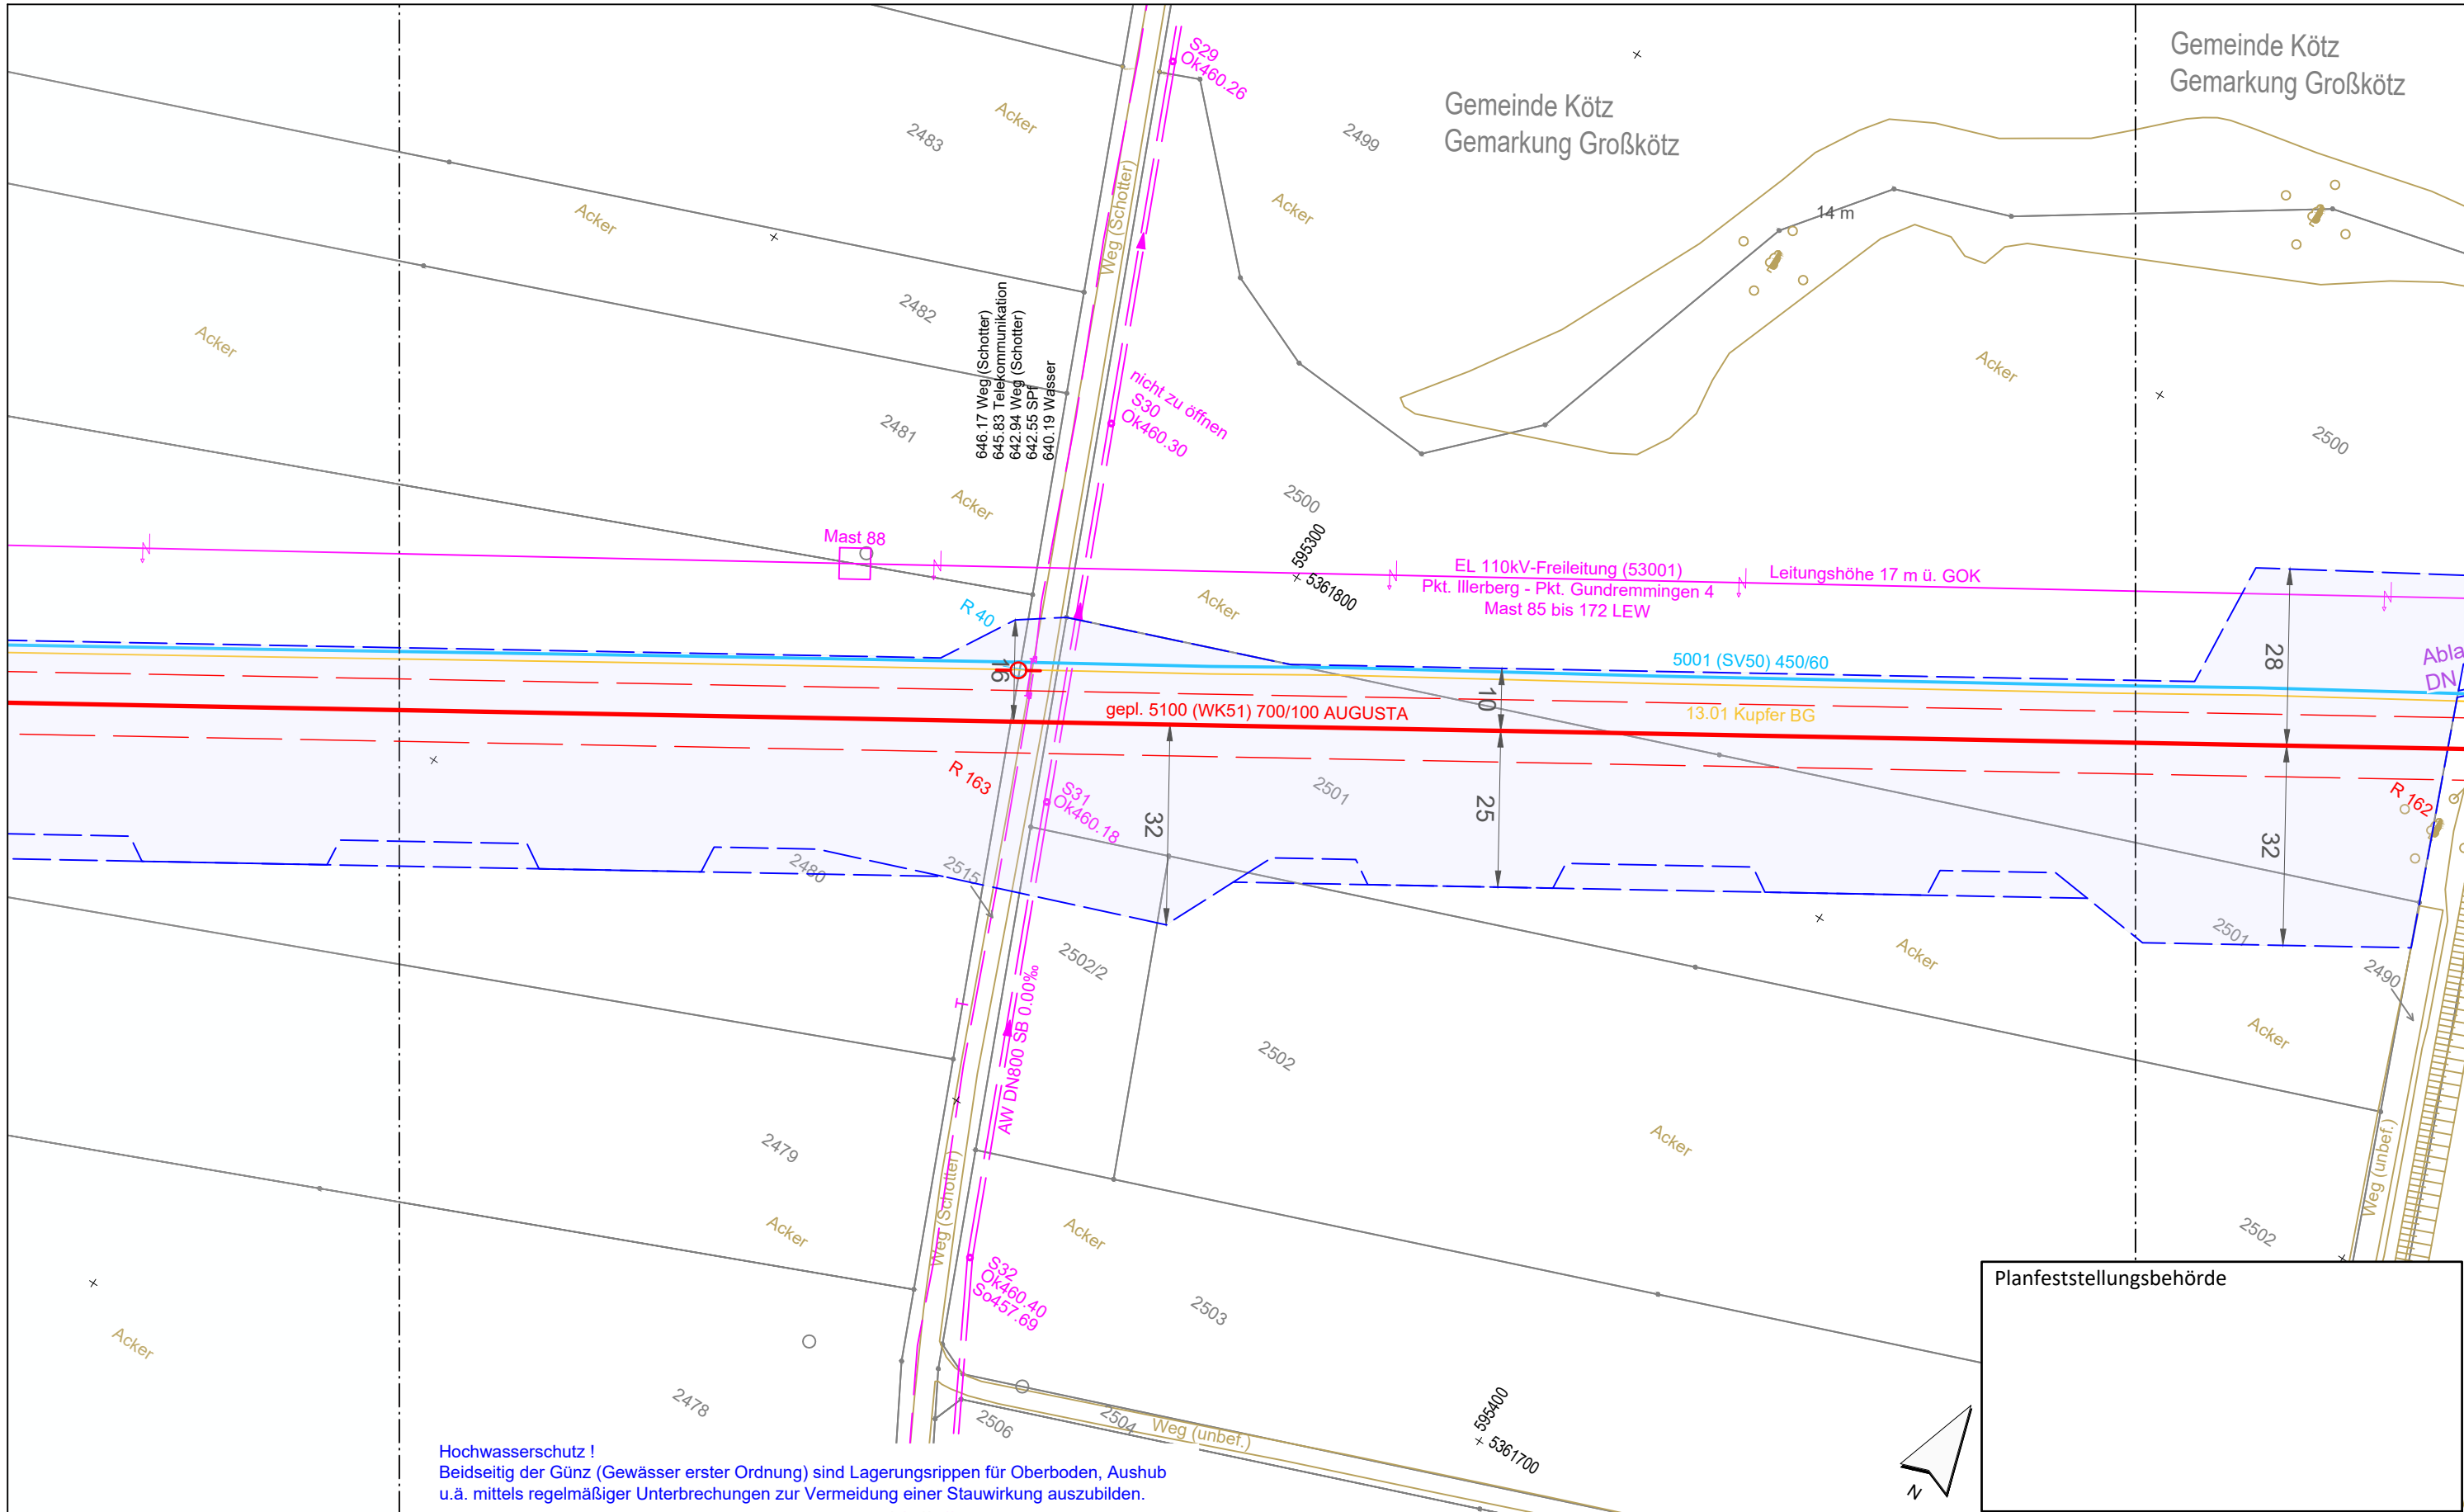 Gemeinde Kötz
Gemarkung Großkötz
Gemeinde Kötz
Gemarkung Großkötz
S29
Ok460.26
Acker
2483
2499
Weg (Schotter)
Acker
Acker
14 m
2482
Acker
646.17 Weg (Schotter)
645.83 Telekommunikation
642.94 Weg (Schotter)
642.55 SPf
640.19 Wasser
Acker
nicht zu öffnen
S30
Ok460.30
2481
2500
Acker
2500
595300
5361800
Mast 88
EL 110kV-Freileitung (53001)
Pkt. Illerberg - Pkt. Gundremmingen 4
Mast 85 bis 172 LEW
Leitungshöhe 17 m ü. GOK
Acker
R 40
16
5001 (SV50) 450/60
28
Abla
DN
10
gepl. 5100 (WK51) 700/100 AUGUSTA
13.01 Kupfer BG
R 163
S31
Ok460.18
2501
25
32
R 162
32
2480
2515
2501
Acker
2502/2
2490
T
AW DN800 SB 0.00‰
2502
Acker
Acker
2479
Weg (Schotter)
Acker
Acker
Weg (unbef.)
2502
S32
Ok460.40
So457.69
2503
Acker
Planfeststellungsbehörde
2478
2506
2504
Weg (unbef.)
595400
5361700
N
Hochwasserschutz !
Beidseitig der Günz (Gewässer erster Ordnung) sind Lagerungsrippen für Oberboden, Aushub
u.ä. mittels regelmäßiger Unterbrechungen zur Vermeidung einer Stauwirkung auszubilden.